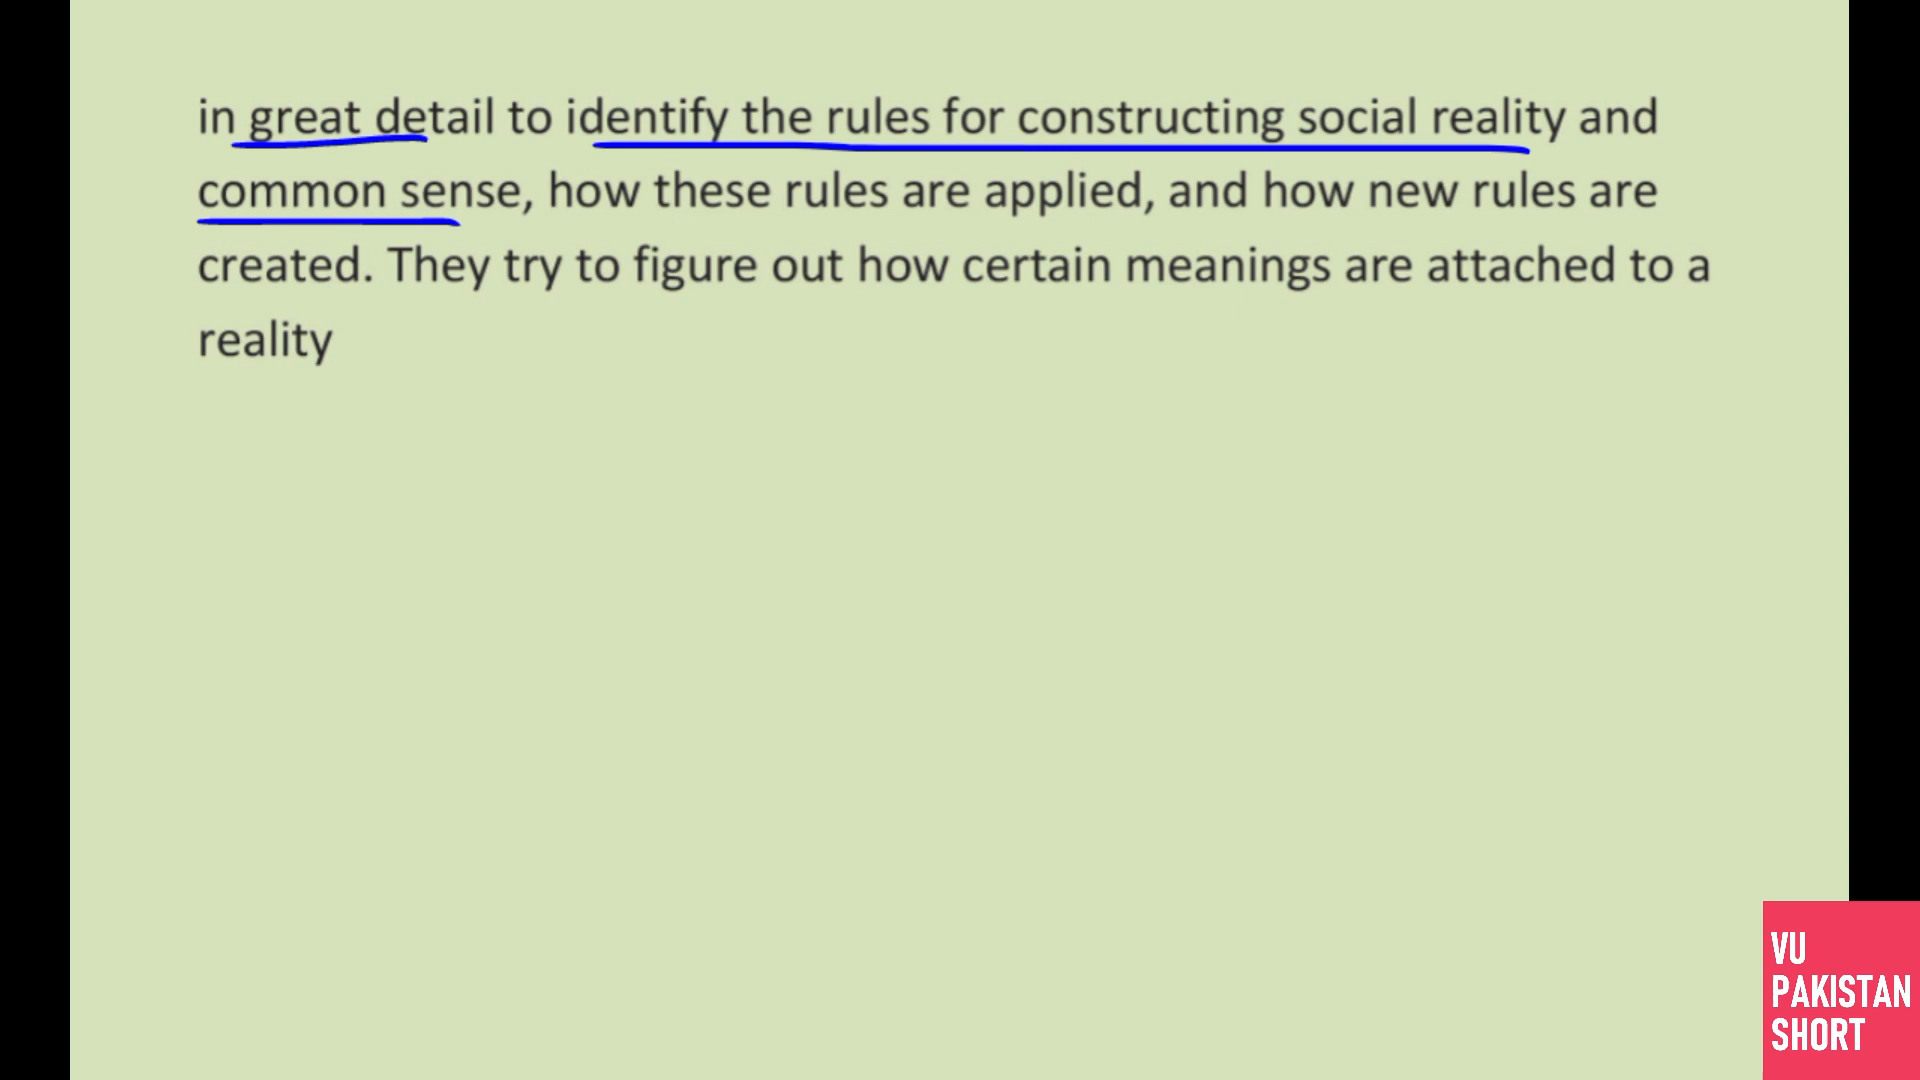 in great detail to identify the rules for constructing social reality and
common sense, how these rules are applied, and how new rules are
created. They try to figure out how certain meanings are attached to a
reality
VU
PAKISTAN
SHORT